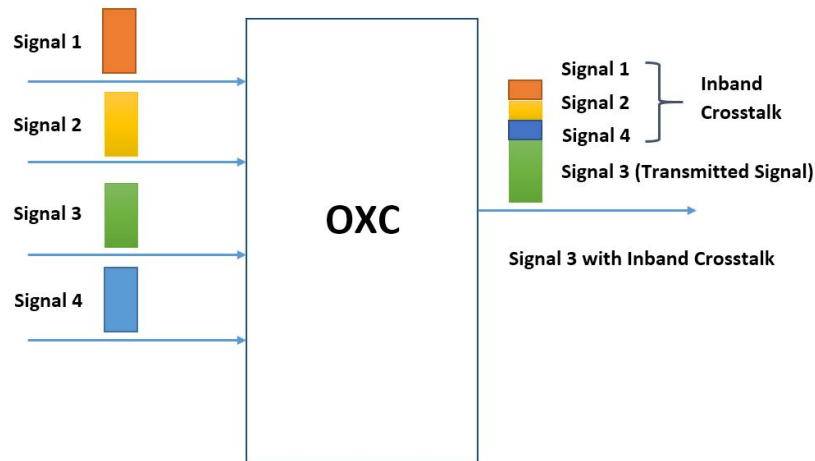 Signal 1
Signal 2
Signal 3
Signal 4
OXC
Signal 1
Signal 2
Signal 4
Inband
Crosstalk
Signal 3 (Transmitted Signal)
Signal 3 with Inband Crosstalk